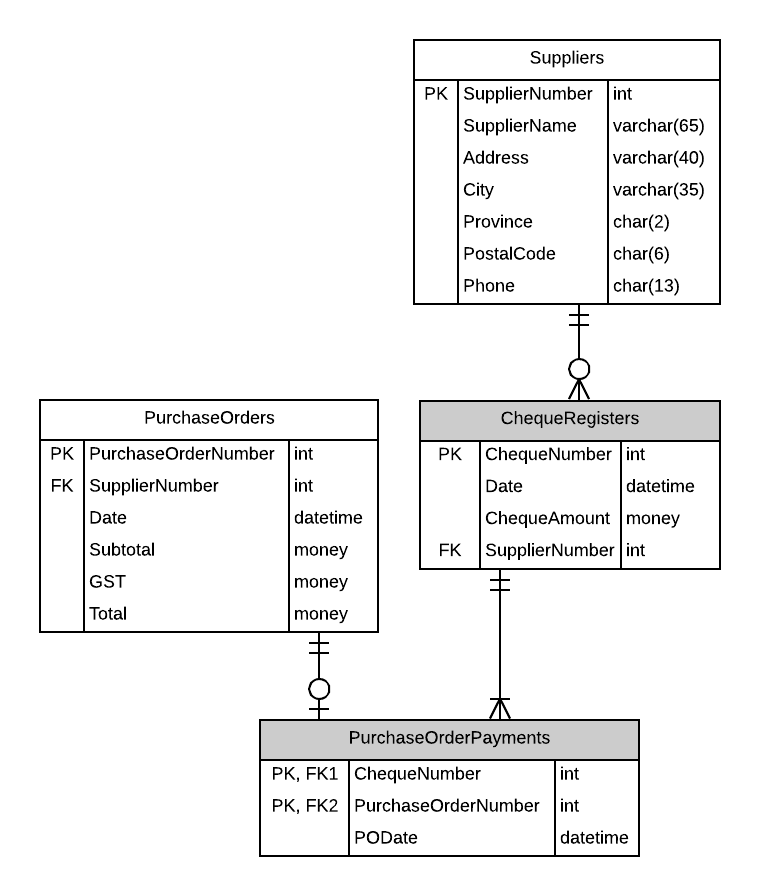 Suppliers
PK SupplierNumber int
SupplierName varchar(65)
Address varchar(40)
City varchar(35)
Province char(2)
PostalCode char(6)
Phone char(13)
PurchaseOrders
PK PurchaseOrderNumber int
FK SupplierNumber int
Date datetime
Subtotal money
GST money
Total money
ChequeRegisters
PK ChequeNumber int
Date datetime
ChequeAmount money
FK SupplierNumber int
PurchaseOrderPayments
PK, FK1 ChequeNumber int
PK, FK2 PurchaseOrderNumber int
PODate datetime